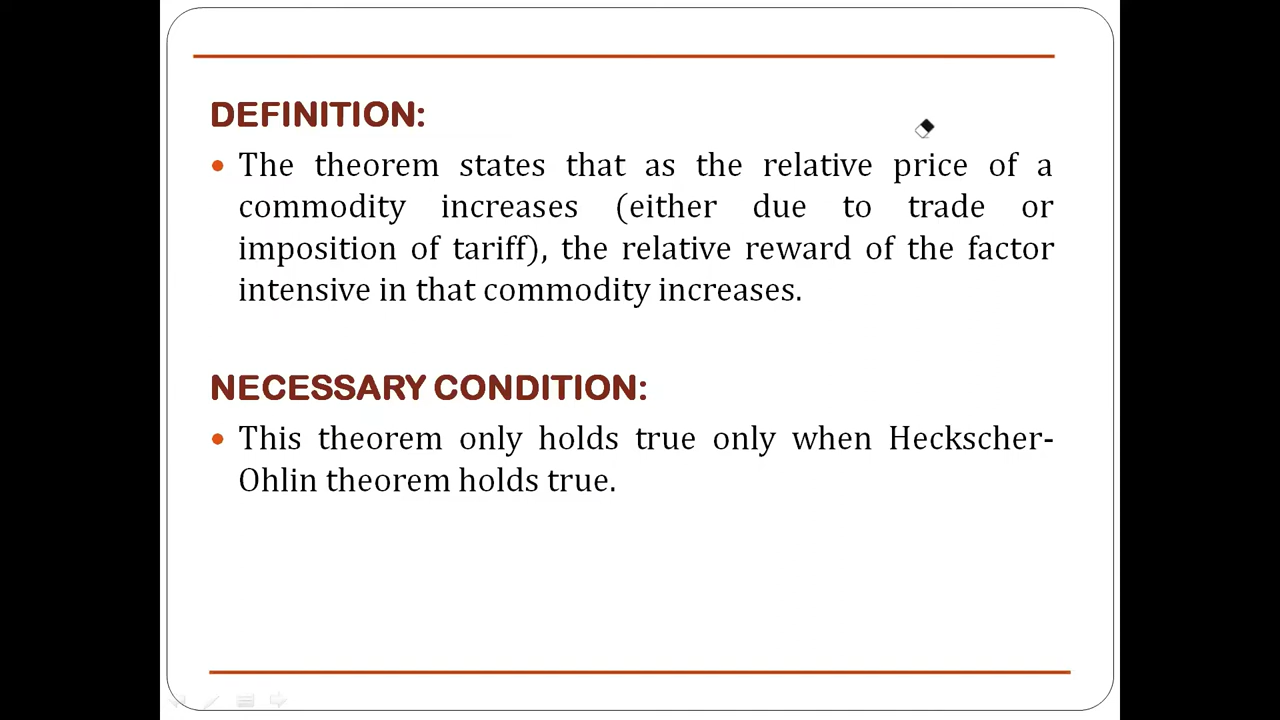 DEFINITION:
The theorem states that as the relative price of a
commodity increases (either due to trade or
imposition of tariff), the relative reward of the factor
intensive in that commodity increases.
NECESSARY CONDITION:
This theorem only holds true only when Heckscher-
Ohlin theorem holds true.